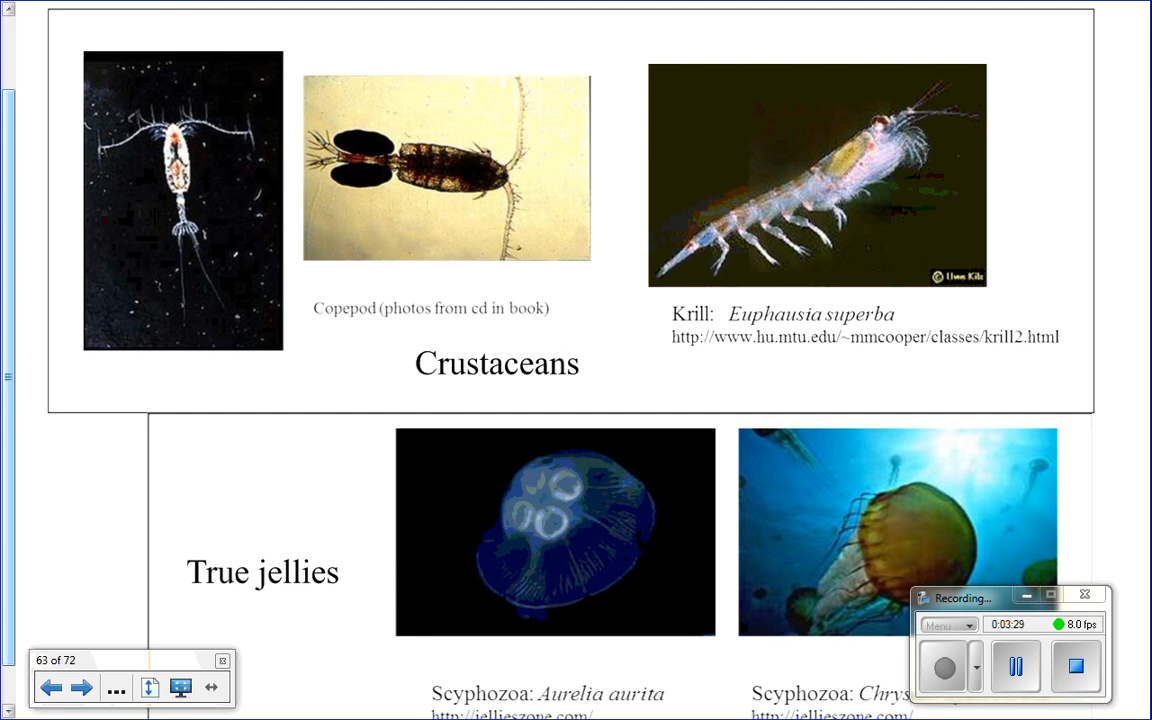 © Uwe Kils
Copepod (photos from cd in book)
Krill: Euphausia superba
http://www.hu.mtu.edu/~mmcooper/classes/krill2.html
Crustaceans
True jellies
Recording...
Menu
0:03:29
8.0 fps
63 of 72
...
Scyphozoa: Aurelia aurita
http://jellieszone.com/
Scyphozoa: Chrys
http://jellieszone.com/